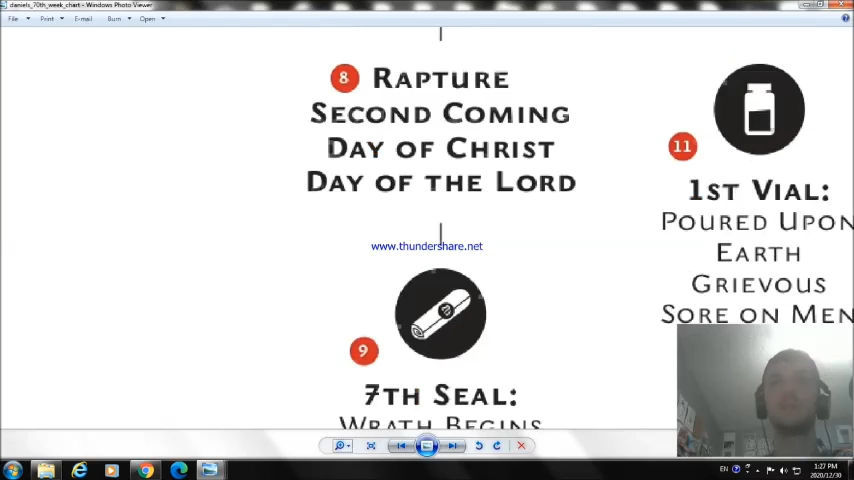 daniels_70th_week_chart - Windows Photo Viewer
File Print E-mail Burn Open
8 RAPTURE
SECOND COMING
DAY OF CHRIST
DAY OF THE LORD
www.thundershare.net
9
7TH SEAL:
WRATH BEGINS
11
1ST VIAL:
POURED UPON
EARTH
GRIEVOUS
SORE ON MEN
EN
1:27 PM
2020/12/30